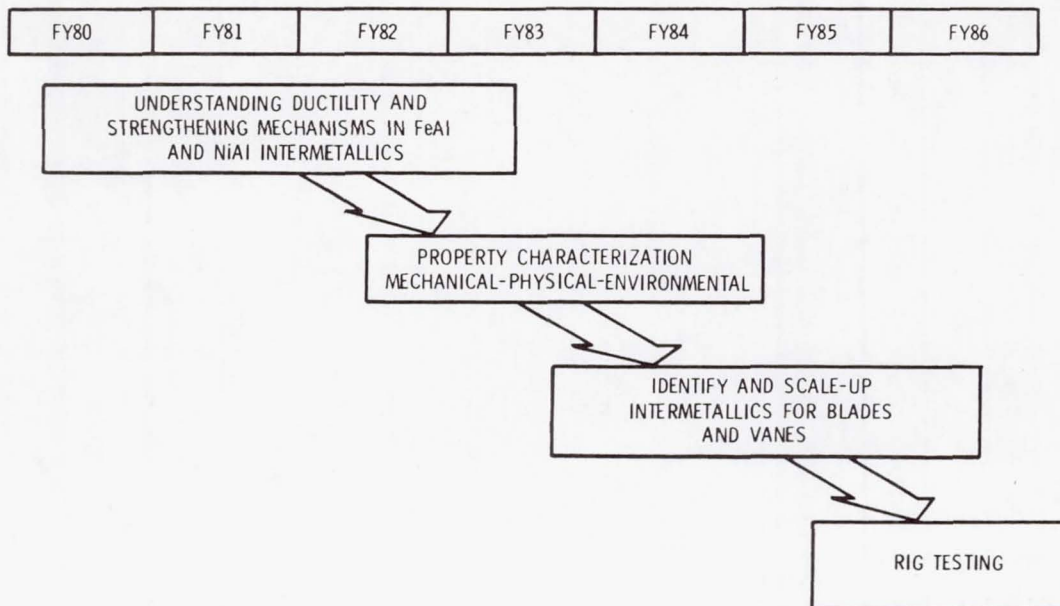 FY80 FY81 FY82 FY83 FY84 FY85 FY86
UNDERSTANDING DUCTILITY AND
STRENGTHENING MECHANISMS IN FeAl
AND NiAl INTERMETALLICS
PROPERTY CHARACTERIZATION
MECHANICAL-PHYSICAL-ENVIRONMENTAL
IDENTIFY AND SCALE-UP
INTERMETALLICS FOR BLADES
AND VANES
RIG TESTING